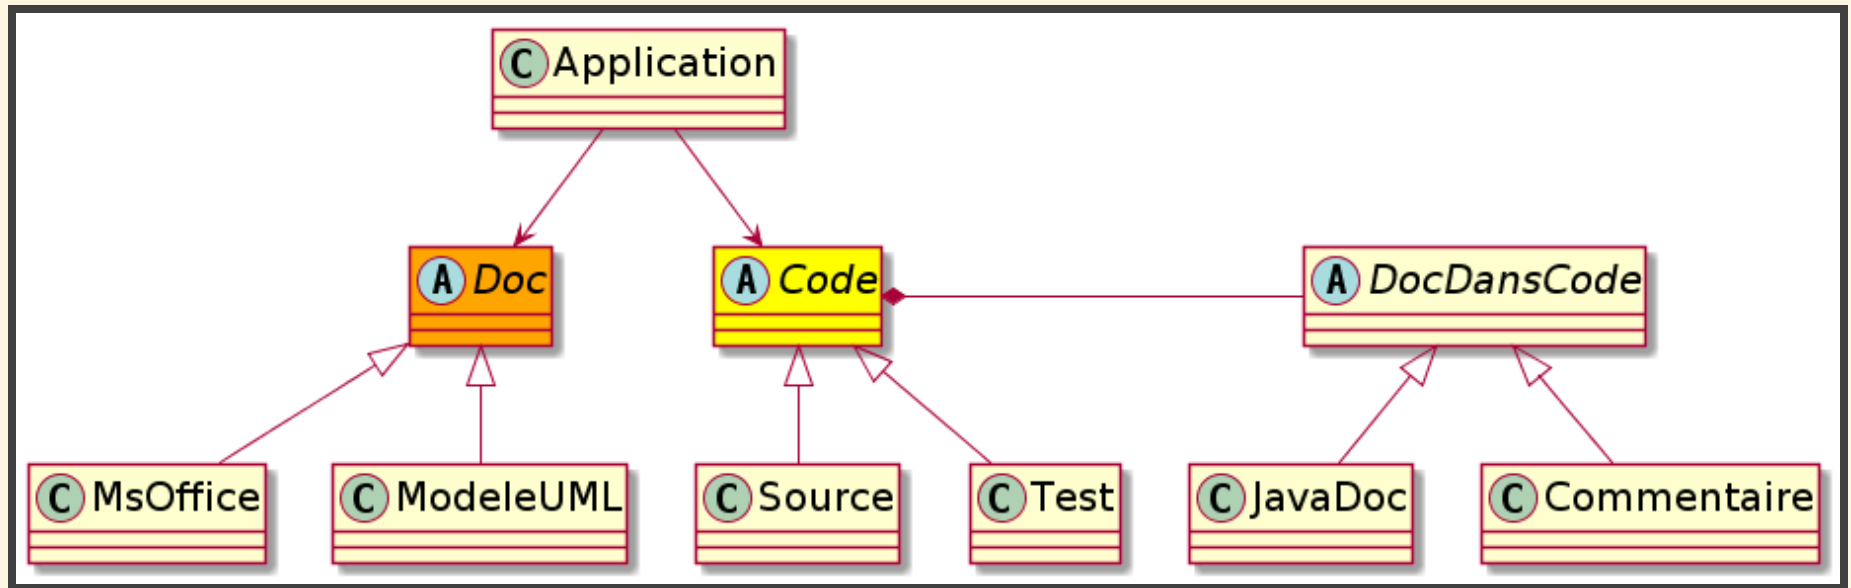 C Application
A Doc
A Code
A DocDansCode
C MsOffice
C ModeleUML
C Source
C Test
C JavaDoc
C Commentaire